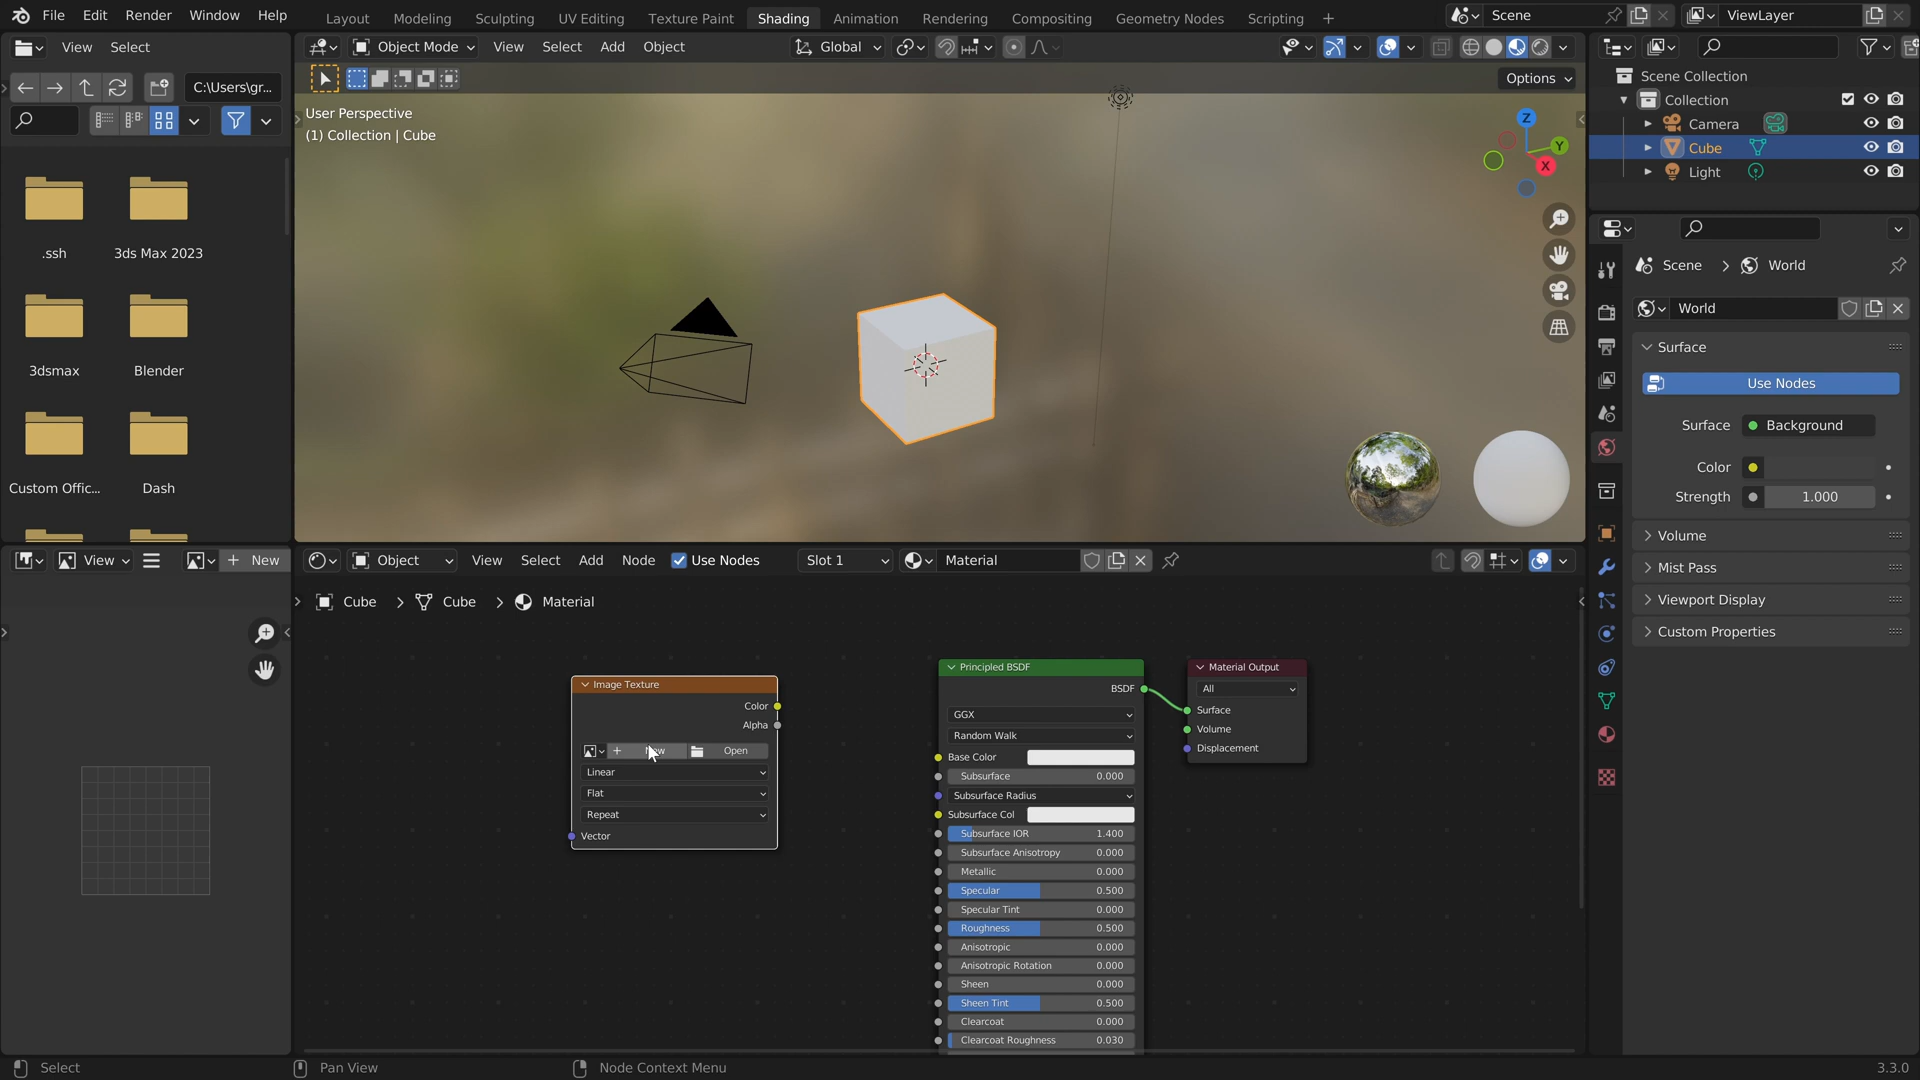 File Edit Render Window Help Layout Modeling Sculpting UV Editing Texture Paint Shading Animation Rendering Compositing Geometry Nodes Scripting + Scene ViewLayer
View Select
Object Mode View Select Add Object Global
C:\Users\gr...
Options
User Perspective
(1) Collection | Cube
.ssh 3ds Max 2023
3dsmax Blender
Custom Offic... Dash
Z
Y
X
Scene Collection
Collection
Camera
Cube
Light
Scene > World
World
Surface
Use Nodes
Surface Background
Color
Strength 1.000
Volume
Mist Pass
Viewport Display
Custom Properties
View + New
Object View Select Add Node Use Nodes Slot 1 Material
Cube > Cube > Material
Image Texture
Color
Alpha
+ Open
Linear
Flat
Repeat
Vector
Principled BSDF
BSDF
GGX
Random Walk
Base Color
Subsurface 0.000
Subsurface Radius
Subsurface Col
Subsurface IOR 1.400
Subsurface Anisotropy 0.000
Metallic 0.000
Specular 0.500
Specular Tint 0.000
Roughness 0.500
Anisotropic 0.000
Anisotropic Rotation 0.000
Sheen 0.000
Sheen Tint 0.500
Clearcoat 0.000
Clearcoat Roughness 0.030
Material Output
All
Surface
Volume
Displacement
Select Pan View Node Context Menu 3.3.0